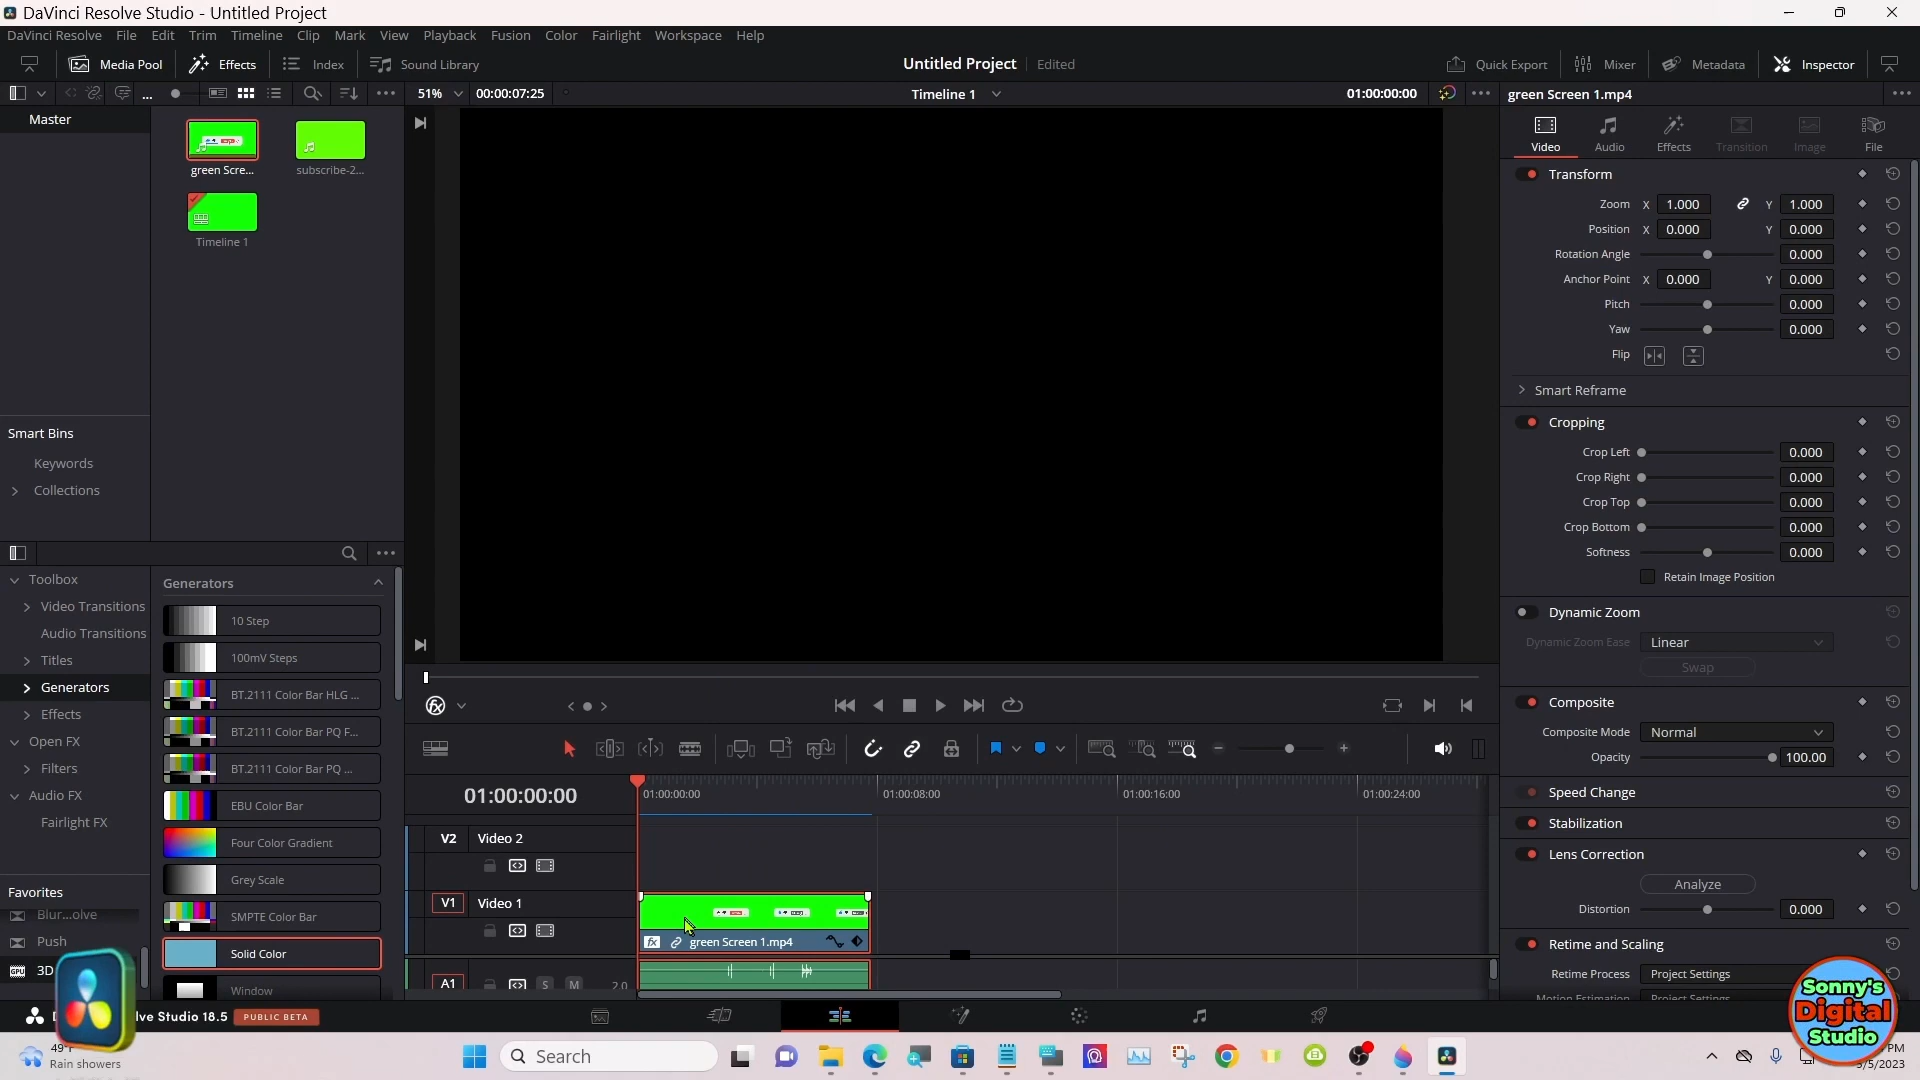 DaVinci Resolve Studio - Untitled Project
DaVinci Resolve File Edit Trim Timeline Clip Mark View Playback Fusion Color Fairlight Workspace Help
Media Pool Effects Index Sound Library Untitled Project Edited Quick Export Mixer Metadata Inspector
51% 00:00:07:25 Timeline 1 01:00:00:00 green Screen 1.mp4
Master
green Scre... subscribe-2...
Timeline 1
Smart Bins
Keywords
Collections
Toolbox
Video Transitions
Audio Transitions
Titles
Generators
Effects
Open FX
Filters
Audio FX
Fairlight FX
Favorites
Blur...olve
Push
3D
Generators
10 Step
100mV Steps
BT.2111 Color Bar HLG ...
BT.2111 Color Bar PQ F...
BT.2111 Color Bar PQ ...
EBU Color Bar
Four Color Gradient
Grey Scale
SMPTE Color Bar
Solid Color
Window
01:00:00:00 01:00:00:00 01:00:08:00 01:00:16:00 01:00:24:00
V2 Video 2
V1 Video 1
fx green Screen 1.mp4
A1 S M 2.0
Video Audio Effects Transition Image File
Transform
Zoom X 1.000 Y 1.000
Position X 0.000 Y 0.000
Rotation Angle 0.000
Anchor Point X 0.000 Y 0.000
Pitch 0.000
Yaw 0.000
Flip
Smart Reframe
Cropping
Crop Left 0.000
Crop Right 0.000
Crop Top 0.000
Crop Bottom 0.000
Softness 0.000
Retain Image Position
Dynamic Zoom
Dynamic Zoom Ease Linear
Swap
Composite
Composite Mode Normal
Opacity 100.00
Speed Change
Stabilization
Lens Correction
Analyze
Distortion 0.000
Retime and Scaling
Retime Process Project Settings
Motion Estimation Project Settings
lve Studio 18.5 PUBLIC BETA
Sonny's
Digital
Studio
49°F
Rain showers
Search
PM
5/5/2023